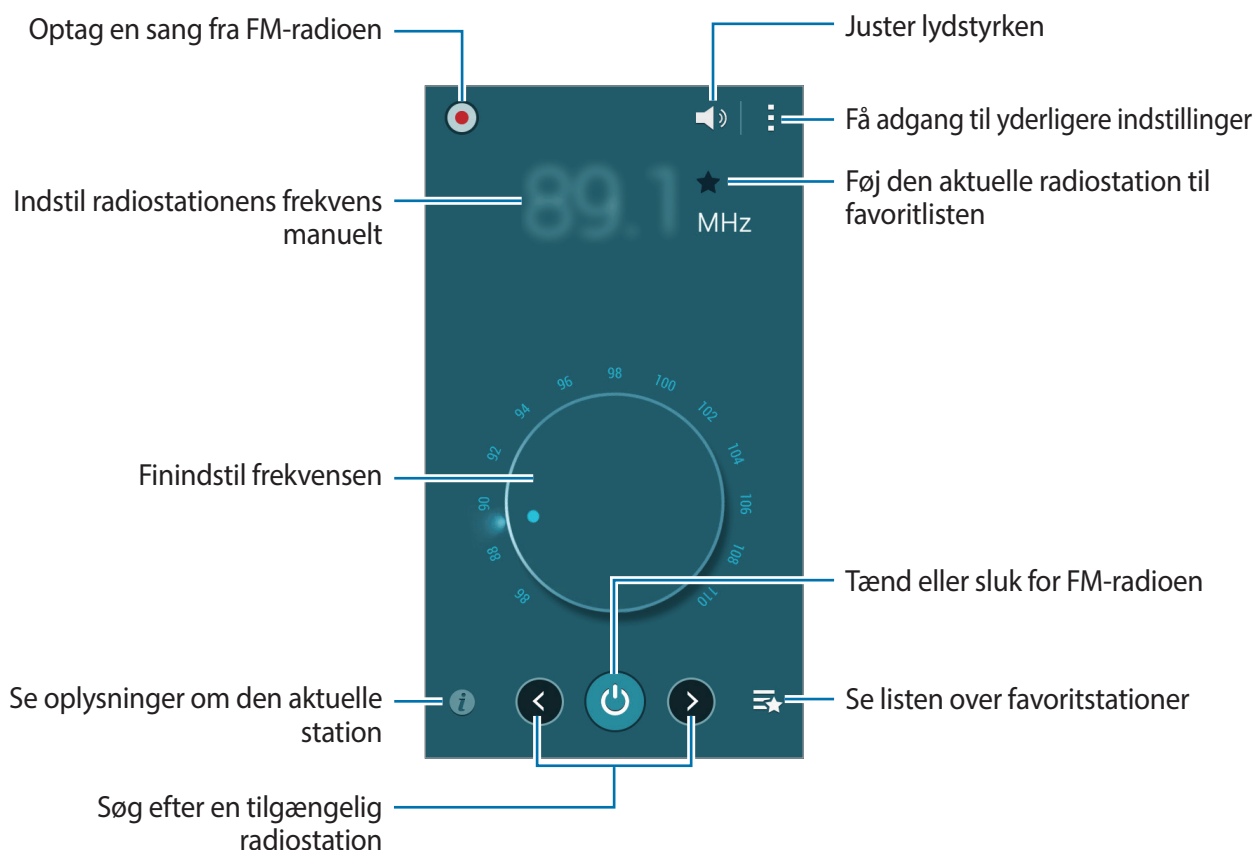 Optag en sang fra FM-radioen
Juster lydstyrken
Få adgang til yderligere indstillinger
89.1
MHz
Føj den aktuelle radiostation til
favoritlisten
Indstil radiostationens frekvens
manuelt
86
88
90
92
94
96
98
100
102
104
106
108
110
Finindstil frekvensen
Tænd eller sluk for FM-radioen
Se oplysninger om den aktuelle
station
i
Se listen over favoritstationer
Søg efter en tilgængelig
radiostation